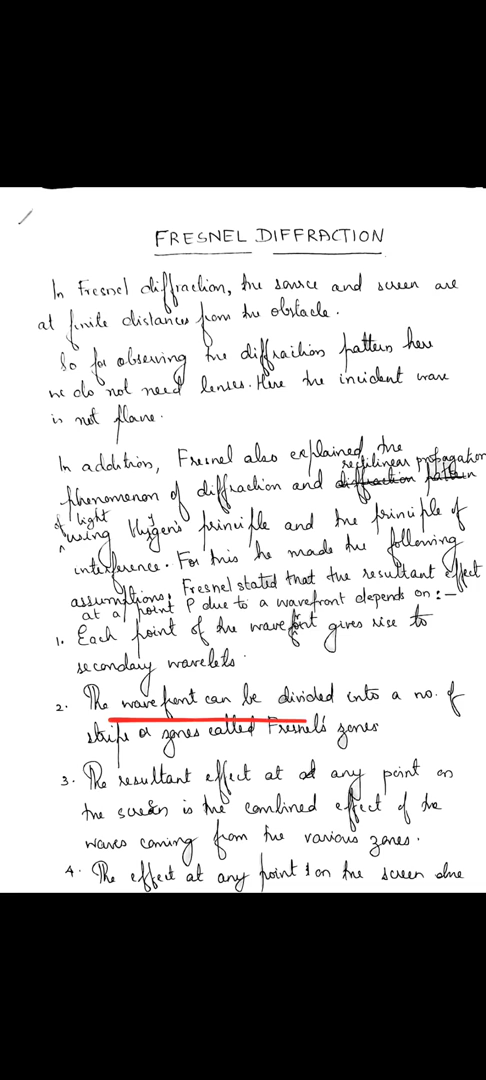 FRESNEL DIFFRACTION
In Fresnel diffraction, the source and screen are
at finite distances from the obstacle.
So for observing the diffraction pattern here
we do not need lenses. Here the incident wave
is not plane.
In addition, Fresnel also explained the
rectilinear propagation
phenomenon of diffraction and diffraction pattern
of light
using Huygen's principle and the principle of
interference. For this he made the following
assumptions: Fresnel stated that the resultant effect
at a point P due to a wavefront depends on :-
1. Each point of the wavefront gives rise to
secondary wavelets.
2. The wavefront can be divided into a no. of
strips or zones called Fresnel's zones
3. The resultant effect at any point on
the screen is the combined effect of the
waves coming from the various zones.
4. The effect at any point on the screen due